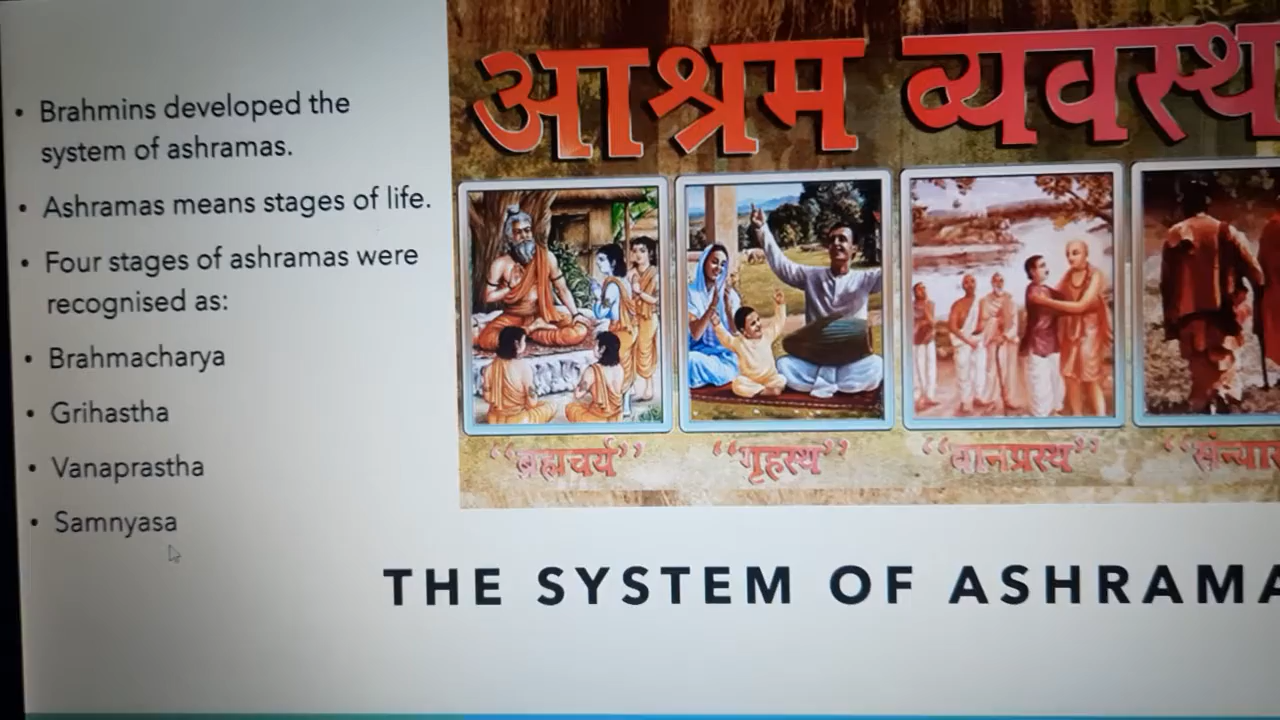 आश्रम व्यवस्थ
• Brahmins developed the
system of ashramas.
• Ashramas means stages of life.
• Four stages of ashramas were
recognised as:
• Brahmacharya
• Grihastha
• Vanaprastha
• Samnyasa
“ब्रह्मचर्य” “गृहस्थ” “वानप्रस्थ” “संन्यास
THE SYSTEM OF ASHRAMA